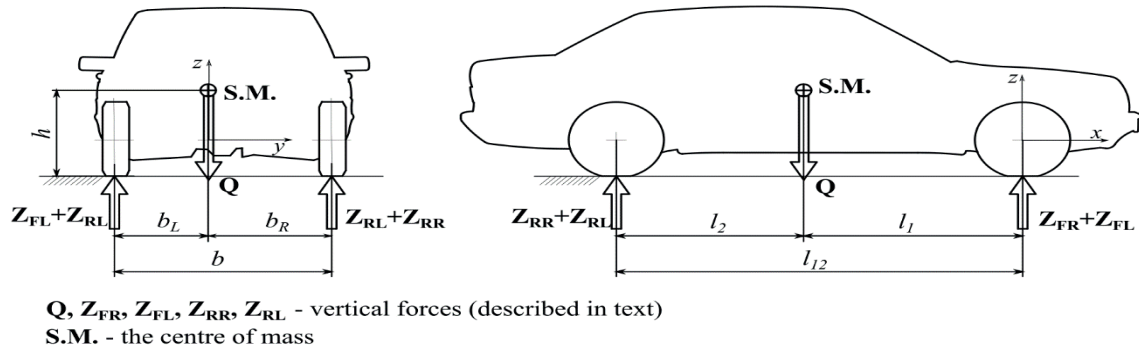 z
S.M.
h
y
Q
Z_FL+Z_RL
b_L
b_R
Z_RL+Z_RR
b
z
S.M.
x
Q
Z_RR+Z_RL
l_2
l_1
Z_FR+Z_FL
l_12
Q, Z_FR, Z_FL, Z_RR, Z_RL - vertical forces (described in text)
S.M. - the centre of mass